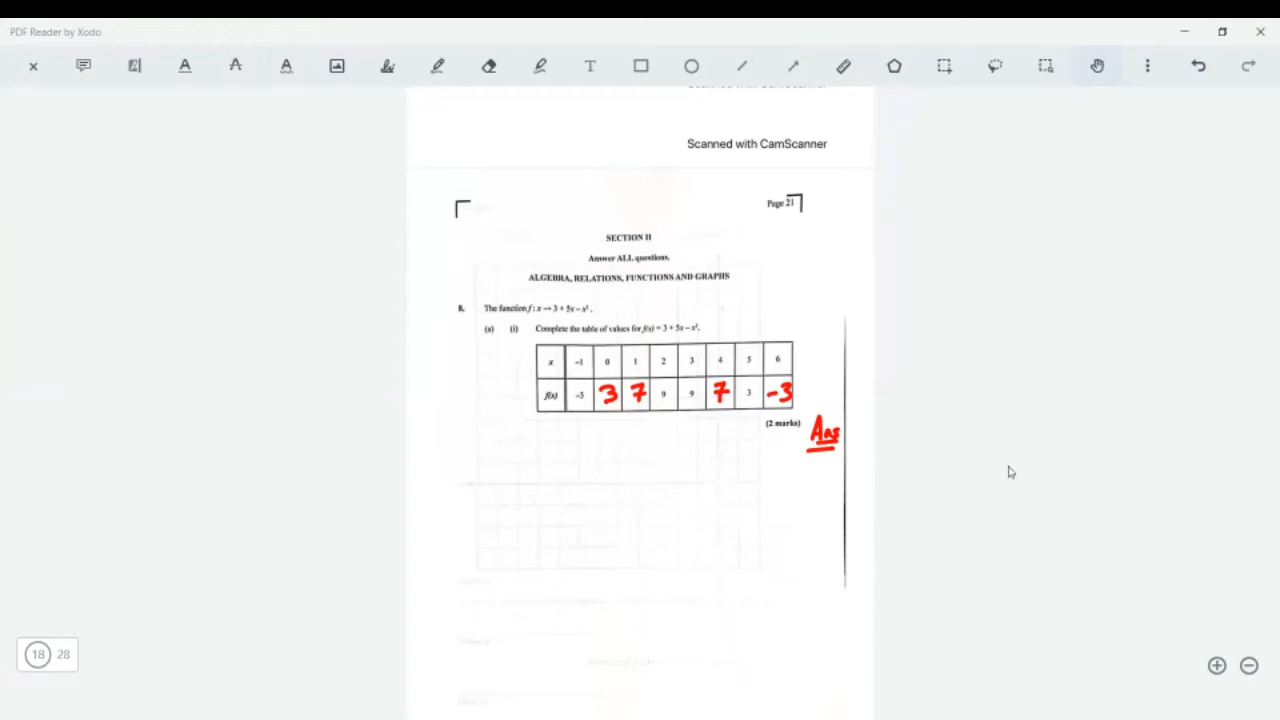 PDF Reader by Xodo
Scanned with CamScanner
Page 21
SECTION II
Answer ALL questions.
ALGEBRA, RELATIONS, FUNCTIONS AND GRAPHS
8. The function f : x → 3 + 5x – x².
(a) (i) Complete the table of values for f(x) = 3 + 5x – x².
x –1 0 1 2 3 4 5 6
f(x) –3 3 7 9 9 7 3 -3
(2 marks)
Ans
18 28